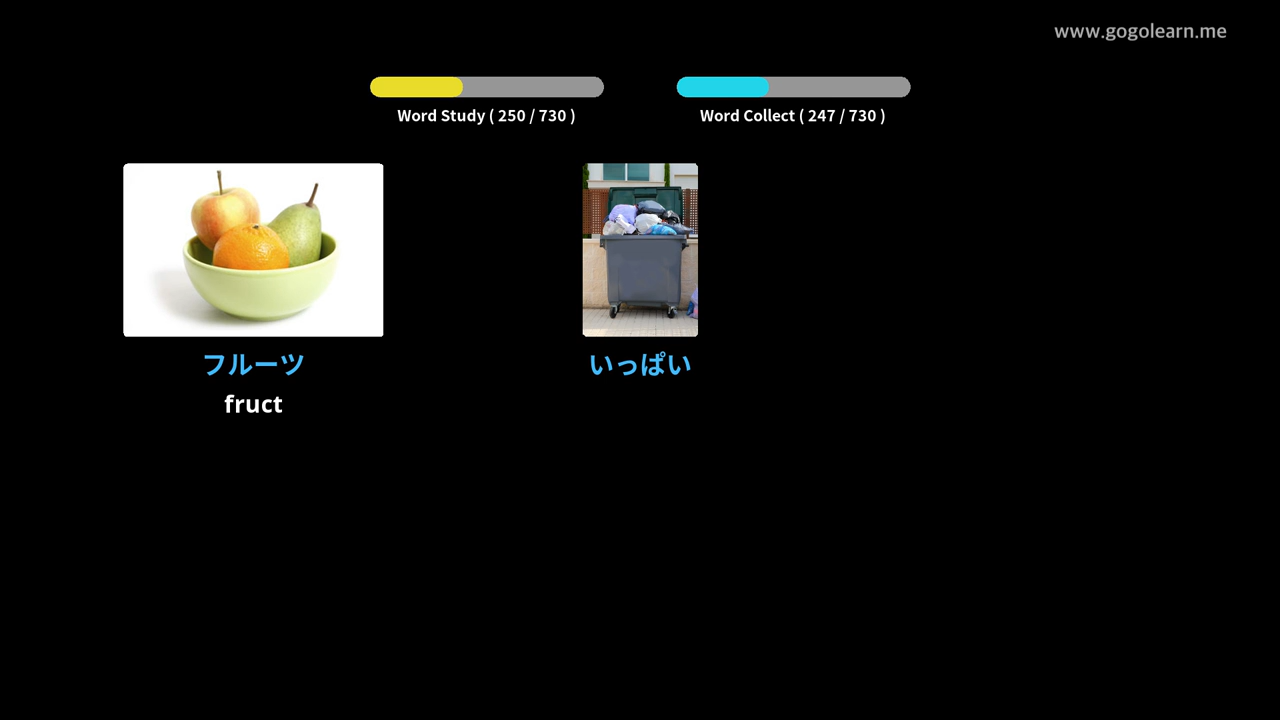 www.gogolearn.me
Word Study ( 250 / 730 )
Word Collect ( 247 / 730 )
フルーツ
いっぱい
fruct